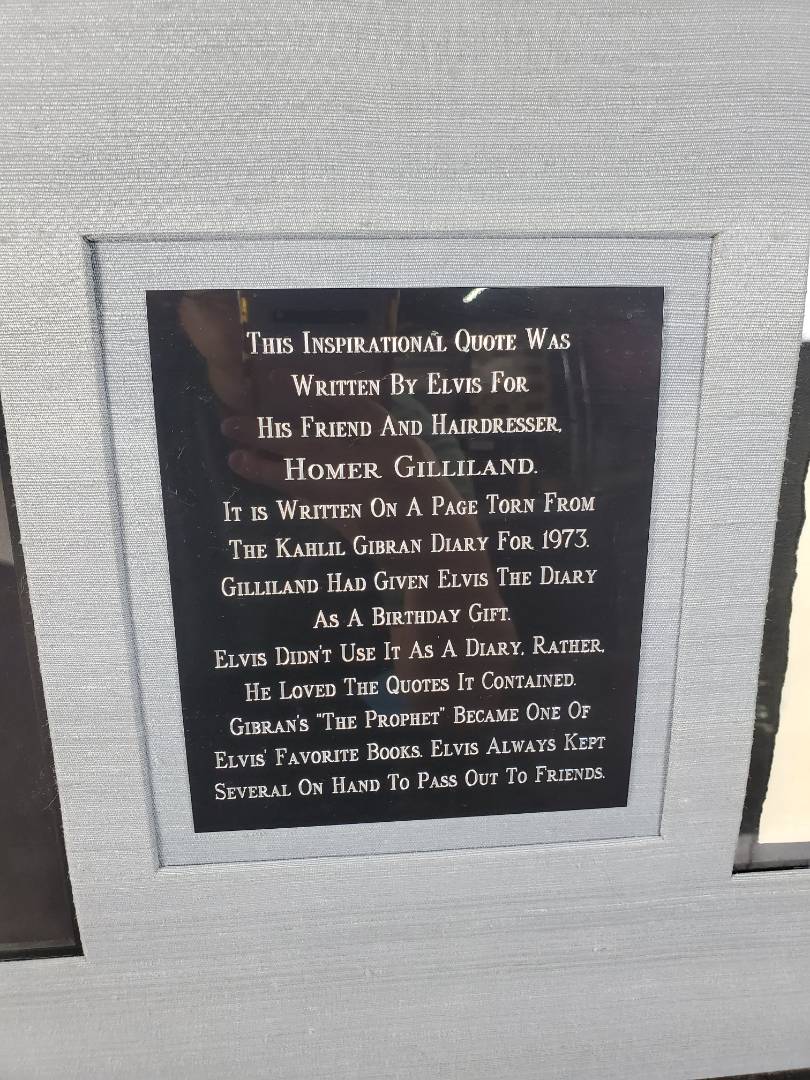 This Inspirational Quote Was
Written By Elvis For
His Friend And Hairdresser,
Homer Gilliland.
It is Written On A Page Torn From
The Kahlil Gibran Diary For 1973.
Gilliland Had Given Elvis The Diary
As A Birthday Gift.
Elvis Didn't Use It As A Diary, Rather,
He Loved The Quotes It Contained.
Gibran's "The Prophet" Became One Of
Elvis' Favorite Books. Elvis Always Kept
Several On Hand To Pass Out To Friends.